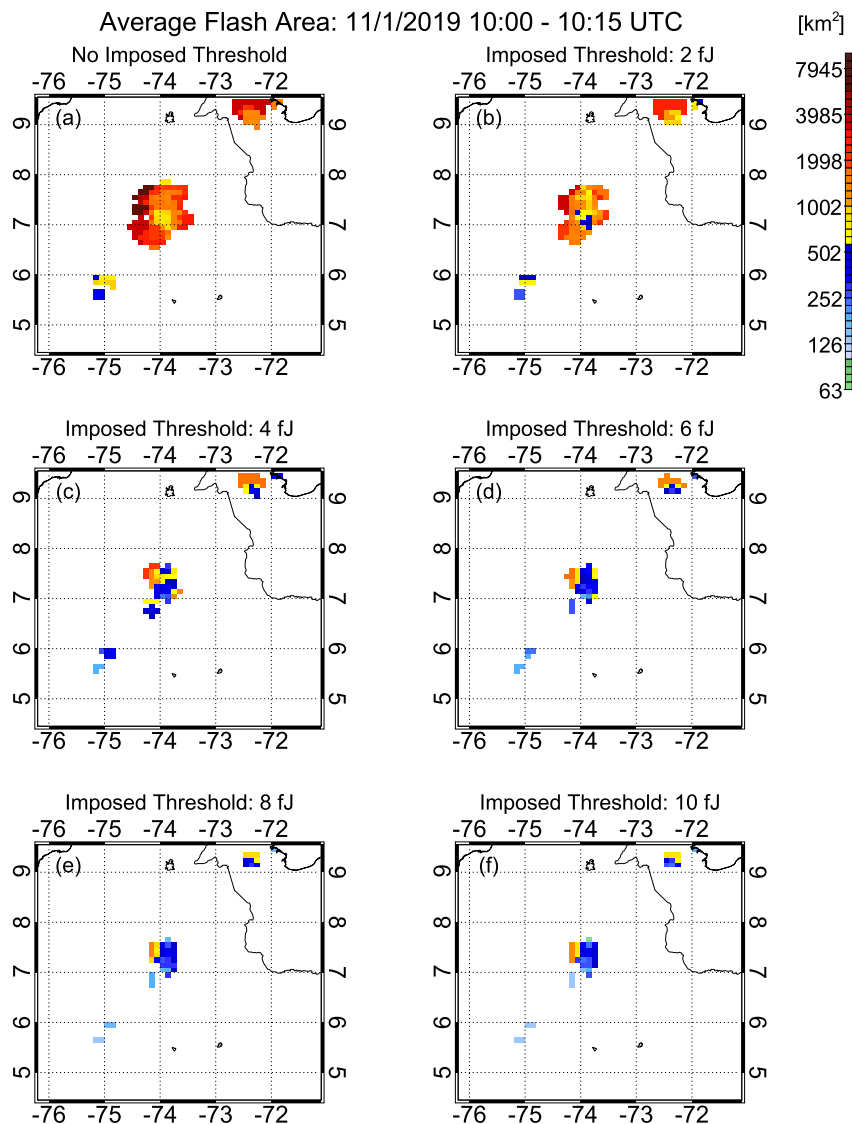 Average Flash Area: 11/1/2019 10:00 - 10:15 UTC
[km²]
No Imposed Threshold
Imposed Threshold: 2 fJ
-76 -75 -74 -73 -72
-76 -75 -74 -73 -72
(a)
(b)
9 8 7 6 5
9 8 7 6 5
9 8 7 6 5
9 8 7 6 5
-76 -75 -74 -73 -72
-76 -75 -74 -73 -72
7945
3985
1998
1002
502
252
126
63
Imposed Threshold: 4 fJ
Imposed Threshold: 6 fJ
-76 -75 -74 -73 -72
-76 -75 -74 -73 -72
(c)
(d)
9 8 7 6 5
9 8 7 6 5
9 8 7 6 5
9 8 7 6 5
-76 -75 -74 -73 -72
-76 -75 -74 -73 -72
Imposed Threshold: 8 fJ
Imposed Threshold: 10 fJ
-76 -75 -74 -73 -72
-76 -75 -74 -73 -72
(e)
(f)
9 8 7 6 5
9 8 7 6 5
9 8 7 6 5
9 8 7 6 5
-76 -75 -74 -73 -72
-76 -75 -74 -73 -72